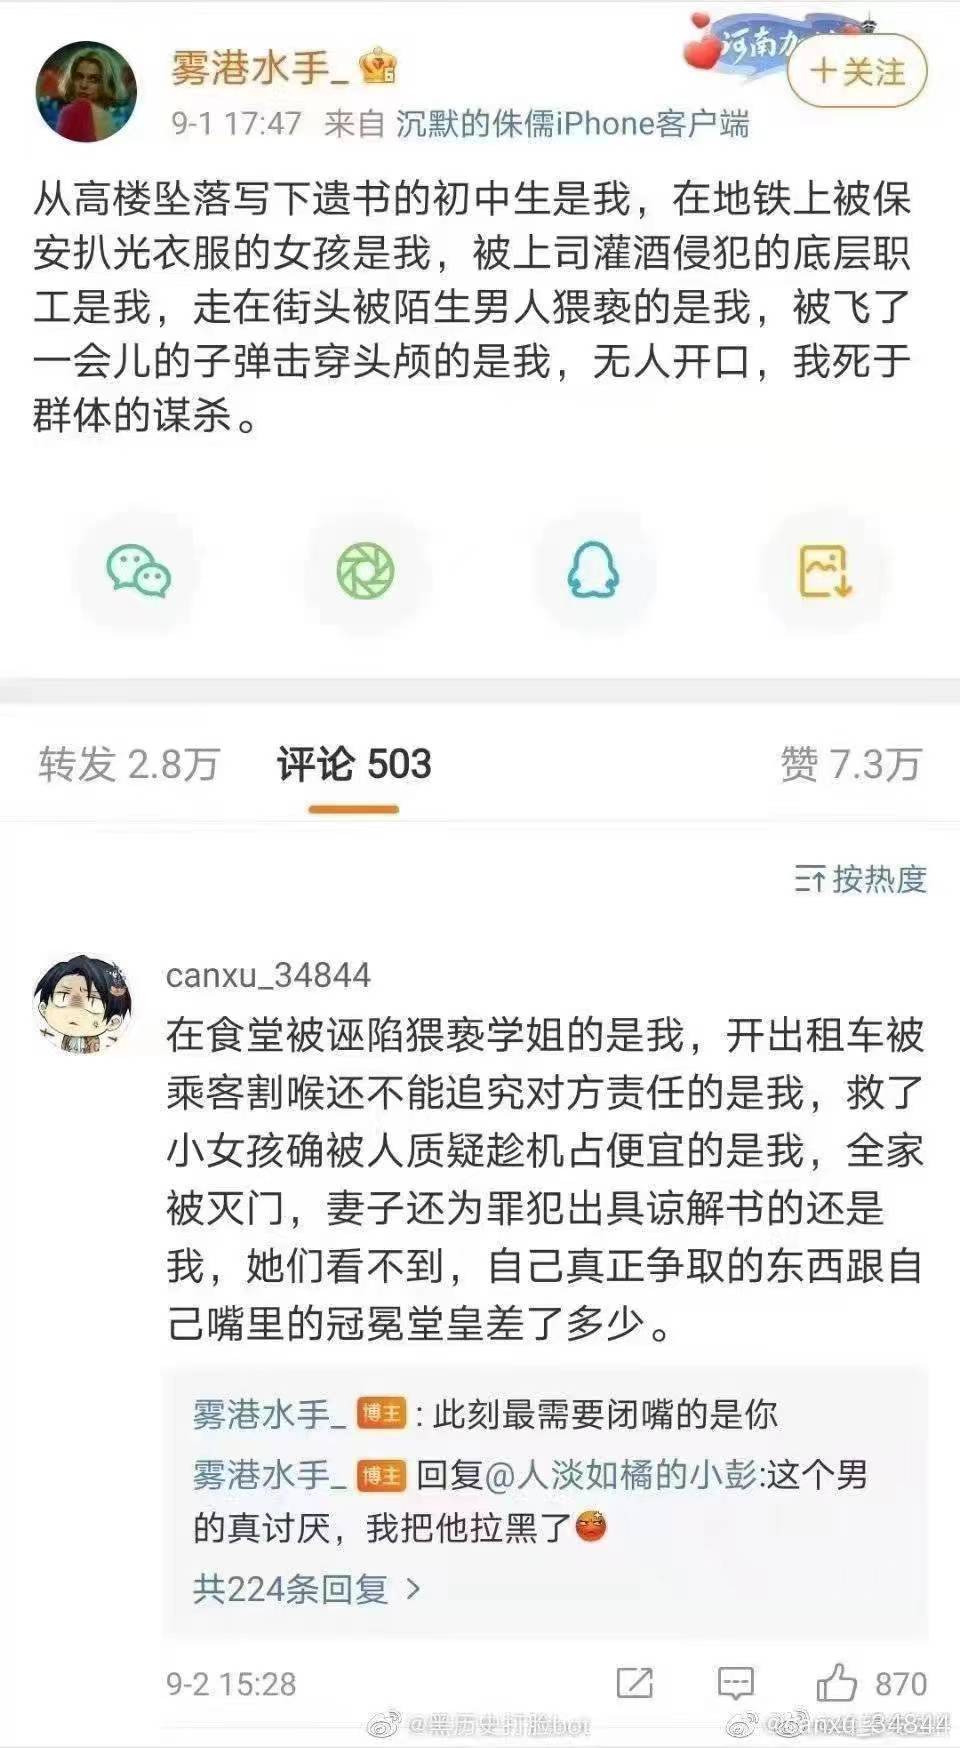 雾港水手_
河南加
+关注
9-1 17:47 来自 沉默的侏儒iPhone客户端
从高楼坠落写下遗书的初中生是我，在地铁上被保
安扒光衣服的女孩是我，被上司灌酒侵犯的底层职
工是我，走在街头被陌生男人猥亵的是我，被飞了
一会儿的子弹击穿头颅的是我，无人开口，我死于
群体的谋杀。
转发 2.8万 评论 503 赞 7.3万
按热度
canxu_34844
在食堂被诬陷猥亵学姐的是我，开出租车被
乘客割喉还不能追究对方责任的是我，救了
小女孩确被人质疑趁机占便宜的是我，全家
被灭门，妻子还为罪犯出具谅解书的还是
我，她们看不到，自己真正争取的东西跟自
己嘴里的冠冕堂皇差了多少。
雾港水手_ 博主 : 此刻最需要闭嘴的是你
雾港水手_ 博主 回复@人淡如橘的小彭:这个男
的真讨厌，我把他拉黑了
共224条回复 >
9-2 15:28 870
@黑历史打脸bot
@canxu_34844